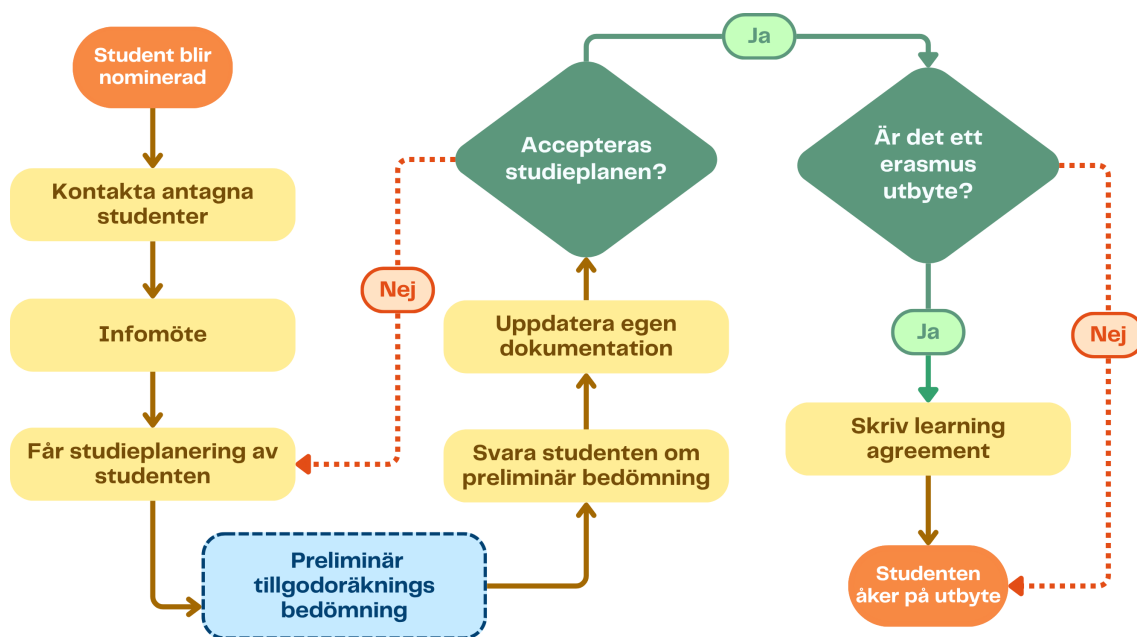 Student blir
nominerad
Kontakta antagna
studenter
Infomöte
Får studieplanering av
studenten
Preliminär
tillgodoräknings
bedömning
Svara studenten om
preliminär bedömning
Uppdatera egen
dokumentation
Accepteras
studieplanen?
Nej
Ja
Är det ett
erasmus
utbyte?
Ja
Nej
Skriv learning
agreement
Studenten
åker på utbyte